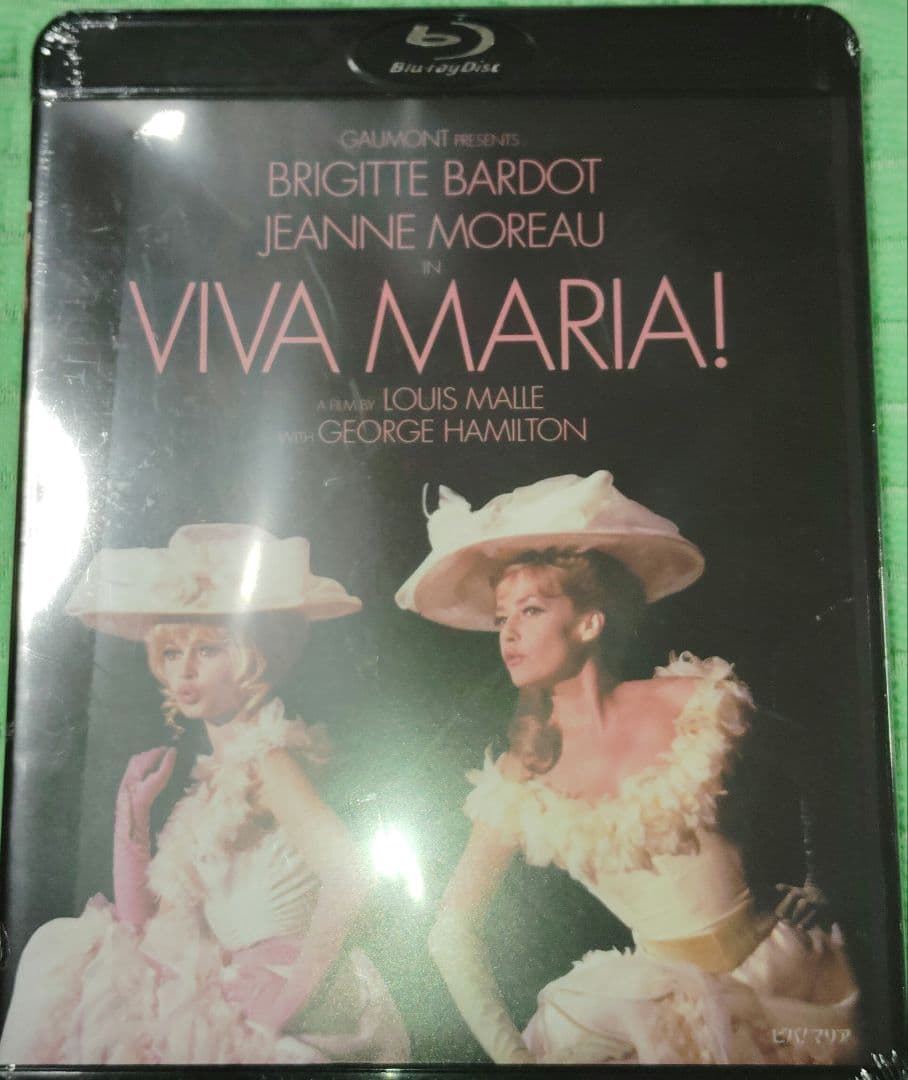 Blu-ray Disc
GAUMONT PRESENTS
BRIGITTE BARDOT
JEANNE MOREAU
IN
VIVA MARIA!
A FILM BY LOUIS MALLE
WITH GEORGE HAMILTON
ビバ!マリア